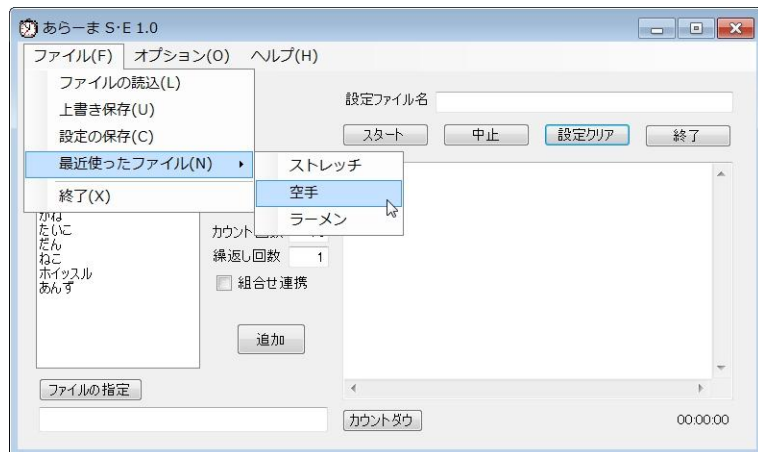 あらーま S･E 1.0
ファイル(F) オプション(O) ヘルプ(H)
ファイルの読込(L)
上書き保存(U)
設定の保存(C)
最近使ったファイル(N)
終了(X)
ストレッチ
空手
ラーメン
設定ファイル名
スタート 中止 設定クリア 終了
かね
たいこ
だん
ねこ
ホイッスル
あんず
カウント
繰返し回数 1
組合せ連携
追加
ファイルの指定
カウントダウ 00:00:00